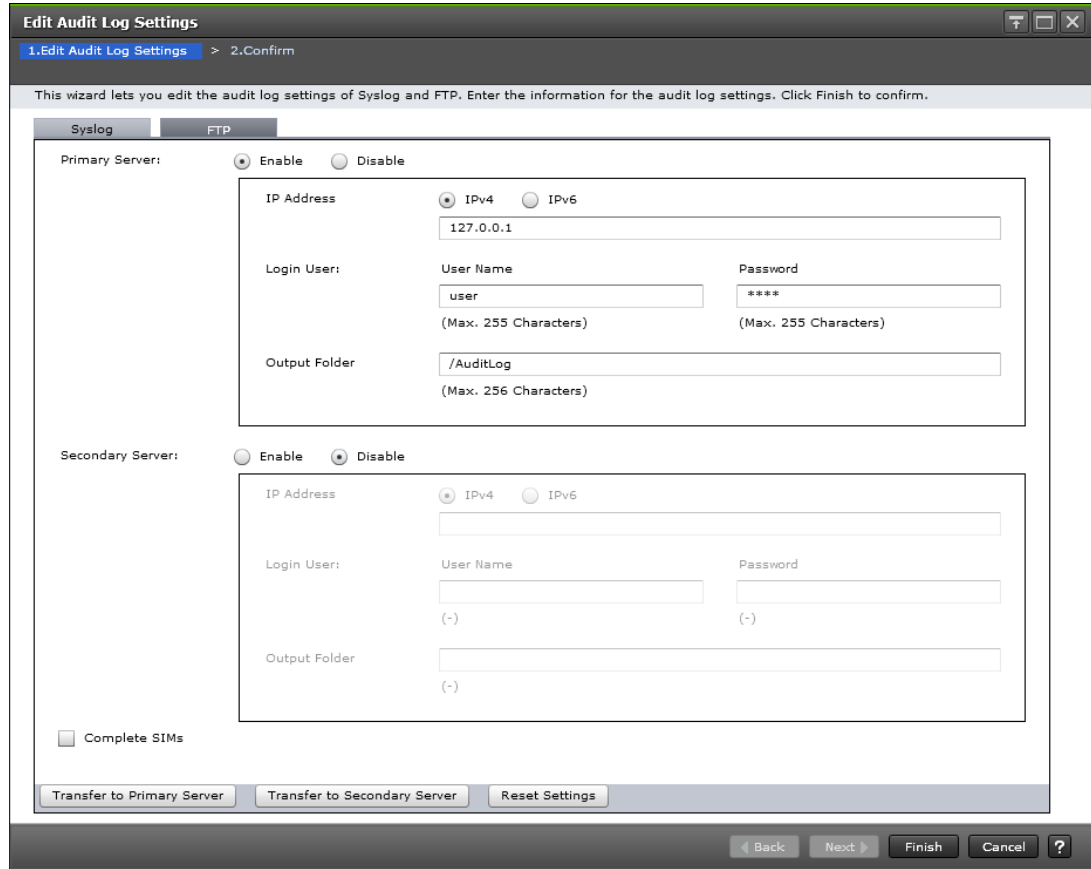 Edit Audit Log Settings
1.Edit Audit Log Settings > 2.Confirm
This wizard lets you edit the audit log settings of Syslog and FTP. Enter the information for the audit log settings. Click Finish to confirm.
Syslog FTP
Primary Server: Enable Disable
IP Address IPv4 IPv6
127.0.0.1
Login User: User Name Password
user ****
(Max. 255 Characters) (Max. 255 Characters)
Output Folder /AuditLog
(Max. 256 Characters)
Secondary Server: Enable Disable
IP Address IPv4 IPv6
Login User: User Name Password
(-) (-)
Output Folder
(-)
Complete SIMs
Transfer to Primary Server Transfer to Secondary Server Reset Settings
Back Next Finish Cancel ?